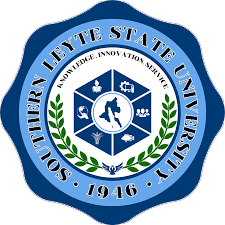 SOUTHERN LEYTE STATE UNIVERSITY
KNOWLEDGE. INNOVATION. SERVICE
• 1946 •